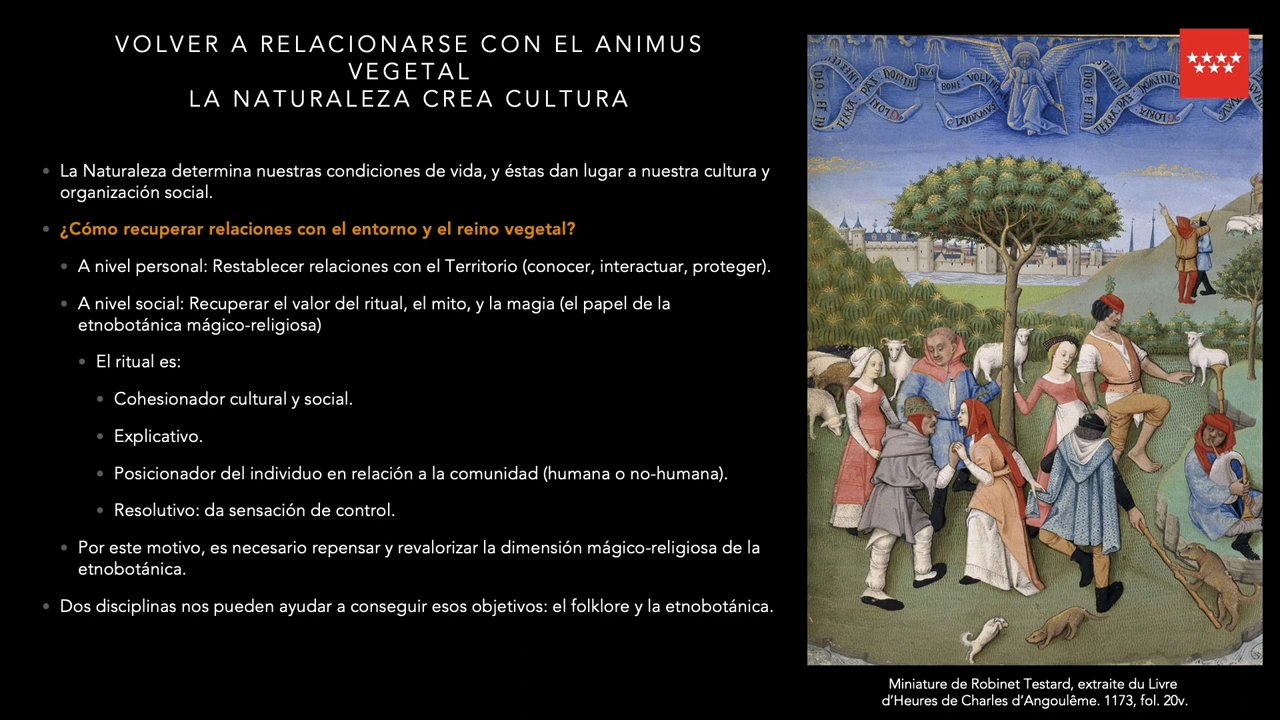 VOLVER A RELACIONARSE CON EL ANIMUS
VEGETAL
LA NATURALEZA CREA CULTURA
La Naturaleza determina nuestras condiciones de vida, y éstas dan lugar a nuestra cultura y
organización social.
¿Cómo recuperar relaciones con el entorno y el reino vegetal?
A nivel personal: Restablecer relaciones con el Territorio (conocer, interactuar, proteger).
A nivel social: Recuperar el valor del ritual, el mito, y la magia (el papel de la
etnobotánica mágico-religiosa)
El ritual es:
Cohesionador cultural y social.
Explicativo.
Posicionador del individuo en relación a la comunidad (humana o no-humana).
Resolutivo: da sensación de control.
Por este motivo, es necesario repensar y revalorizar la dimensión mágico-religiosa de la
etnobotánica.
Dos disciplinas nos pueden ayudar a conseguir esos objetivos: el folklore y la etnobotánica.
Miniature de Robinet Testard, extraite du Livre
d'Heures de Charles d'Angoulême. 1173, fol. 20v.